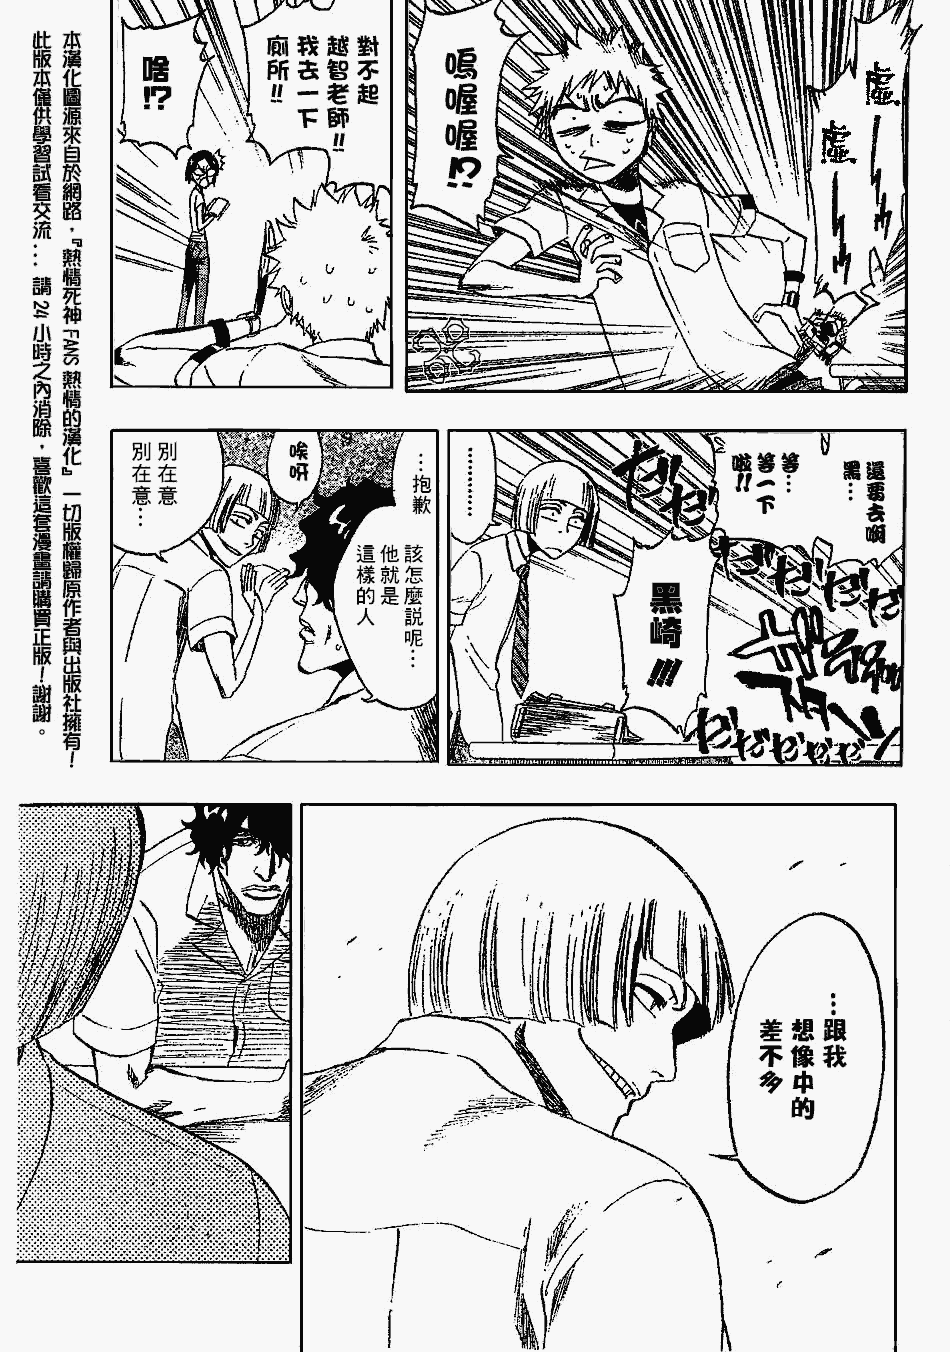 虛
虛
嗚喔喔!?
對不起
越智老師!!
我去一下
廁所!!
啥!?
還要去啊
黑…
等…
等一下
啦!!
黑崎!!!
…………
…抱歉
該怎麼說呢…
他就是
這樣的人
唉呀
別在意
別在意…
…跟我
想像中的
差不多
本漢化圖源來自於網路,『熱情死神 FANS 熱情的漢化』一切版權歸原作者與出版社擁有!
此版本僅供學習試看交流… 請 24 小時之內消除,喜歡這套漫畫請購買正版!謝謝。